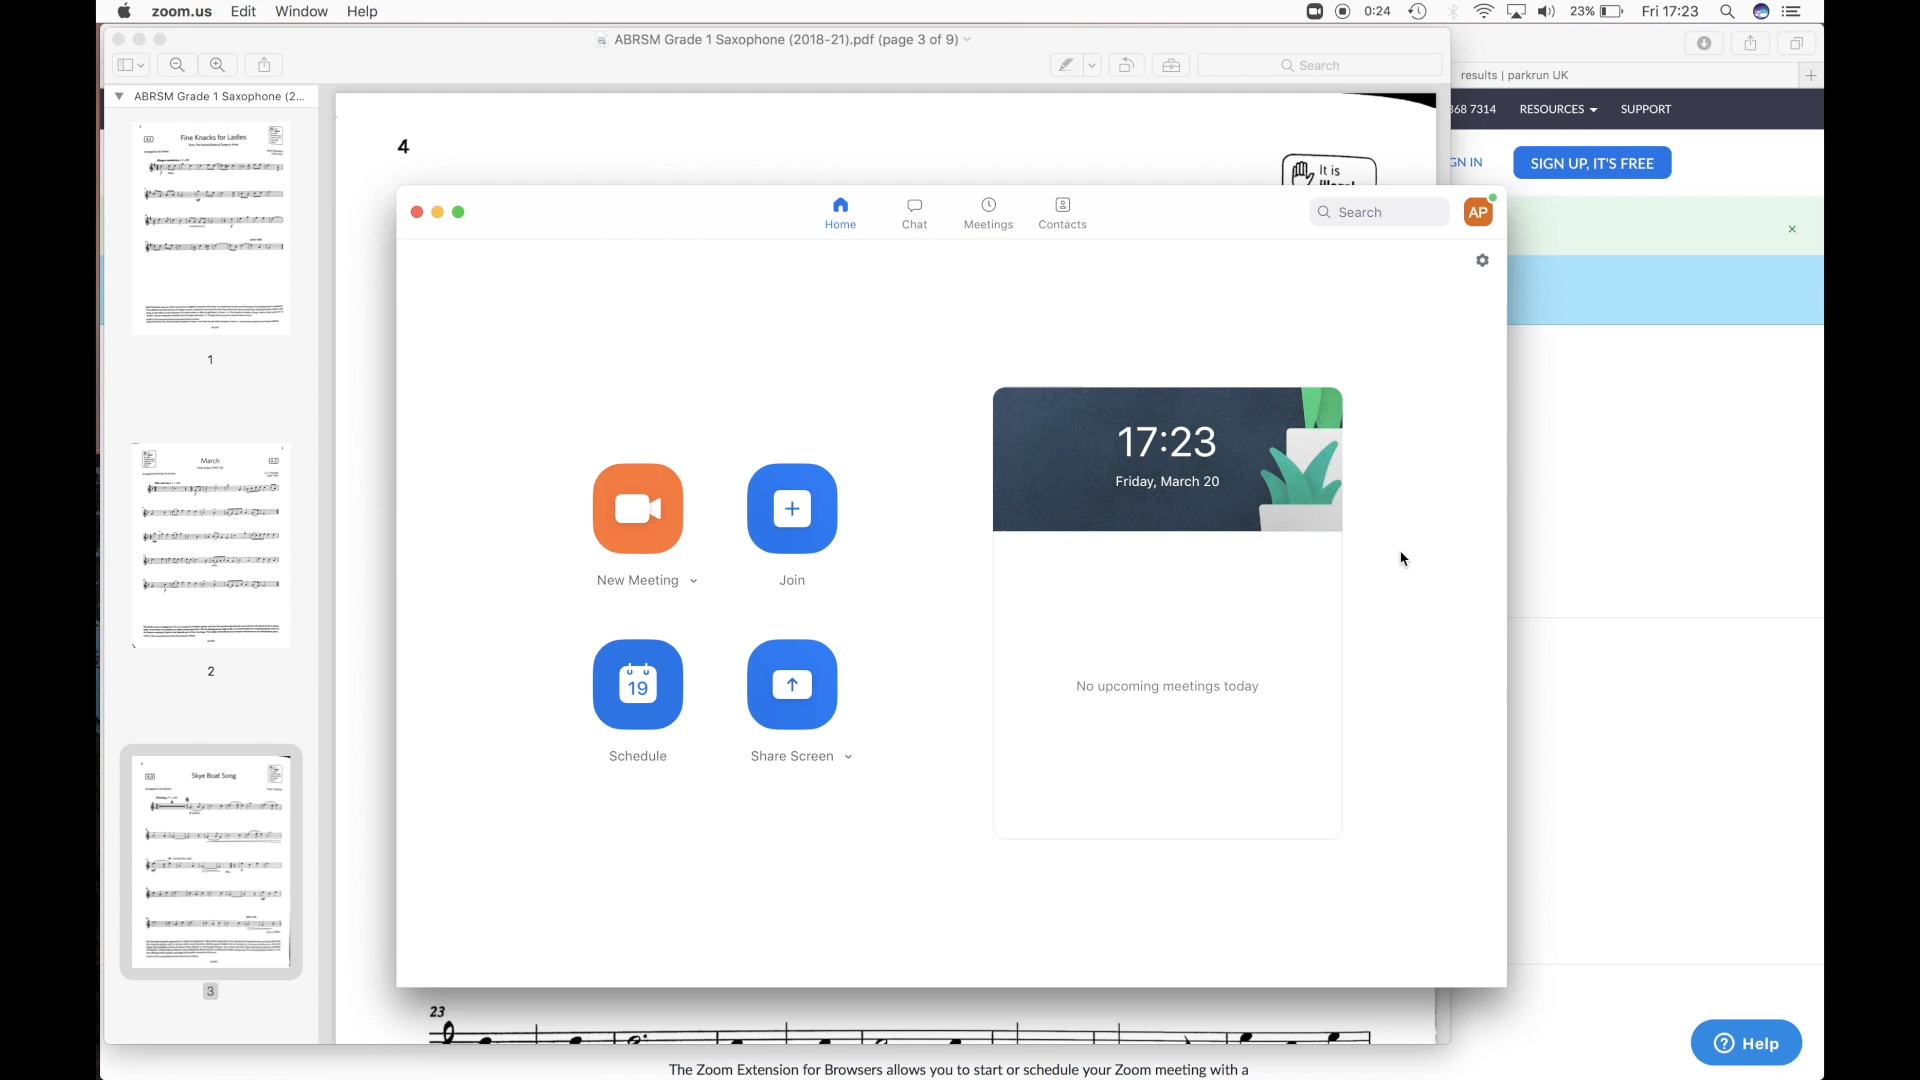 zoom.us Edit Window Help
0:24 23% Fri 17:23
ABRSM Grade 1 Saxophone (2018-21).pdf (page 3 of 9)
Search
results | parkrun UK
ABRSM Grade 1 Saxophone (2...
868 7314 RESOURCES SUPPORT
GN IN SIGN UP, IT'S FREE
Fine Knacks for Ladies
1
March
2
Skye Boat Song
3
4
It is
Home Chat Meetings Contacts
Search AP
17:23
Friday, March 20
New Meeting Join
19
Schedule Share Screen
No upcoming meetings today
23
Help
The Zoom Extension for Browsers allows you to start or schedule your Zoom meeting with a